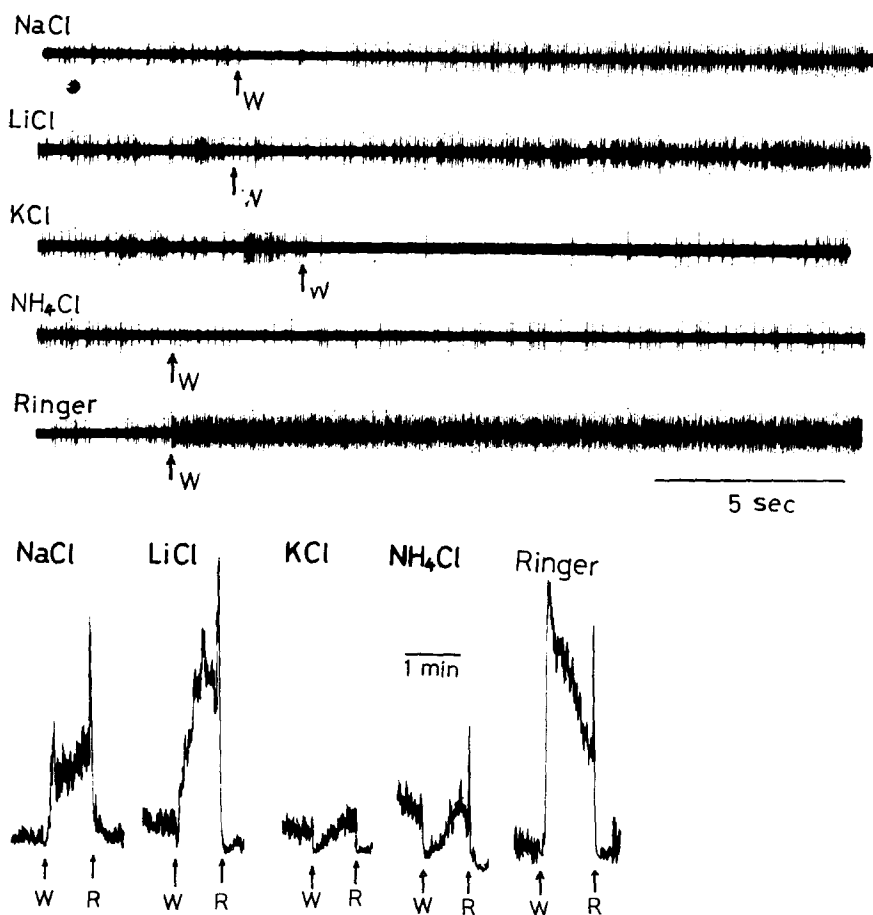 NaCl
W
LiCl
W
KCl
W
NH₄Cl
W
Ringer
W
5 sec
NaCl LiCl KCl NH₄Cl Ringer
1 min
W R W R W R W R W R